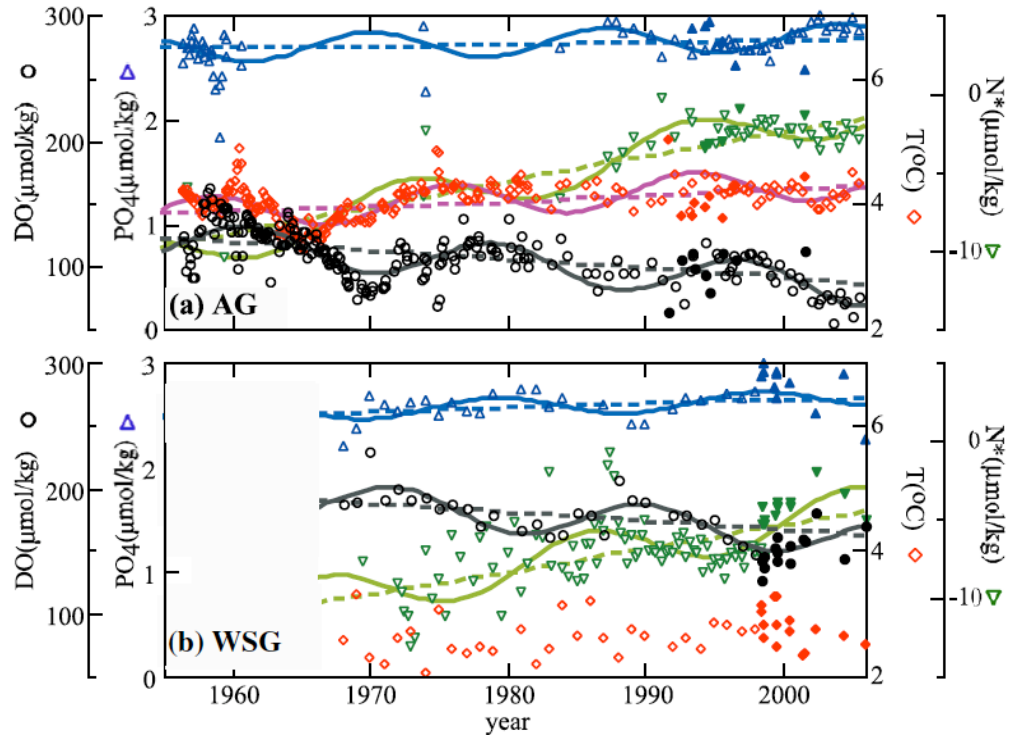 300
200
100
DO(μmol/kg)
3
2
1
0
PO4(μmol/kg)
(a) AG
6
4
2
T(°C)
0
-10
N*(μmol/kg)
300
200
100
DO(μmol/kg)
3
2
1
0
PO4(μmol/kg)
(b) WSG
6
4
2
T(°C)
0
-10
N*(μmol/kg)
1960 1970 1980 1990 2000
year